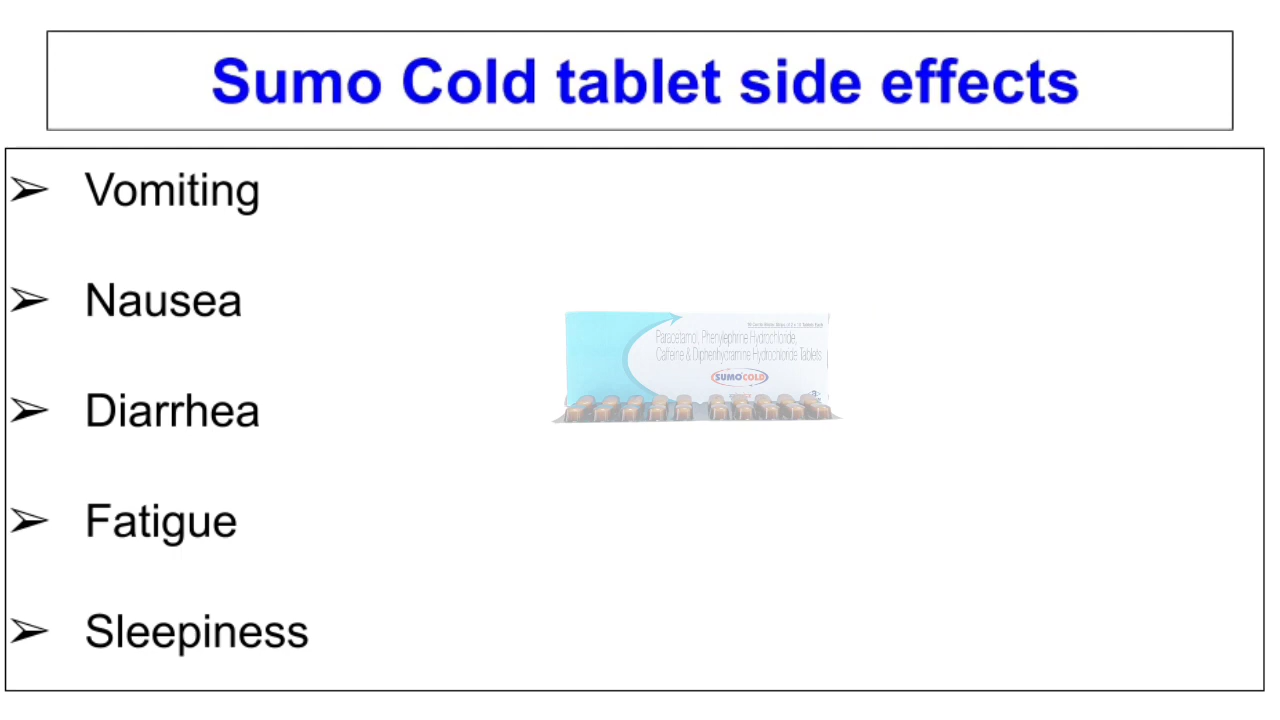 Sumo Cold tablet side effects
➢ Vomiting
➢ Nausea
Paracetamol, Phenylephrine Hydrochloride,
Caffeine & Diphenhydramine Hydrochloride Tablets
SUMO COLD
➢ Diarrhea
➢ Fatigue
➢ Sleepiness